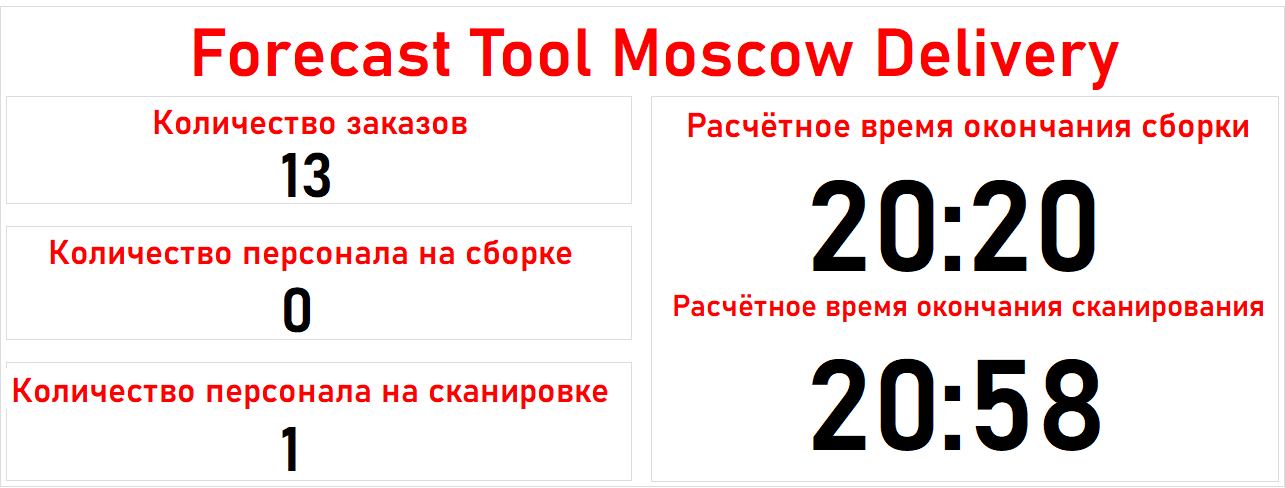 Forecast Tool Moscow Delivery
Количество заказов
13
Количество персонала на сборке
0
Количество персонала на сканировке
1
Расчётное время окончания сборки
20:20
Расчётное время окончания сканирования
20:58